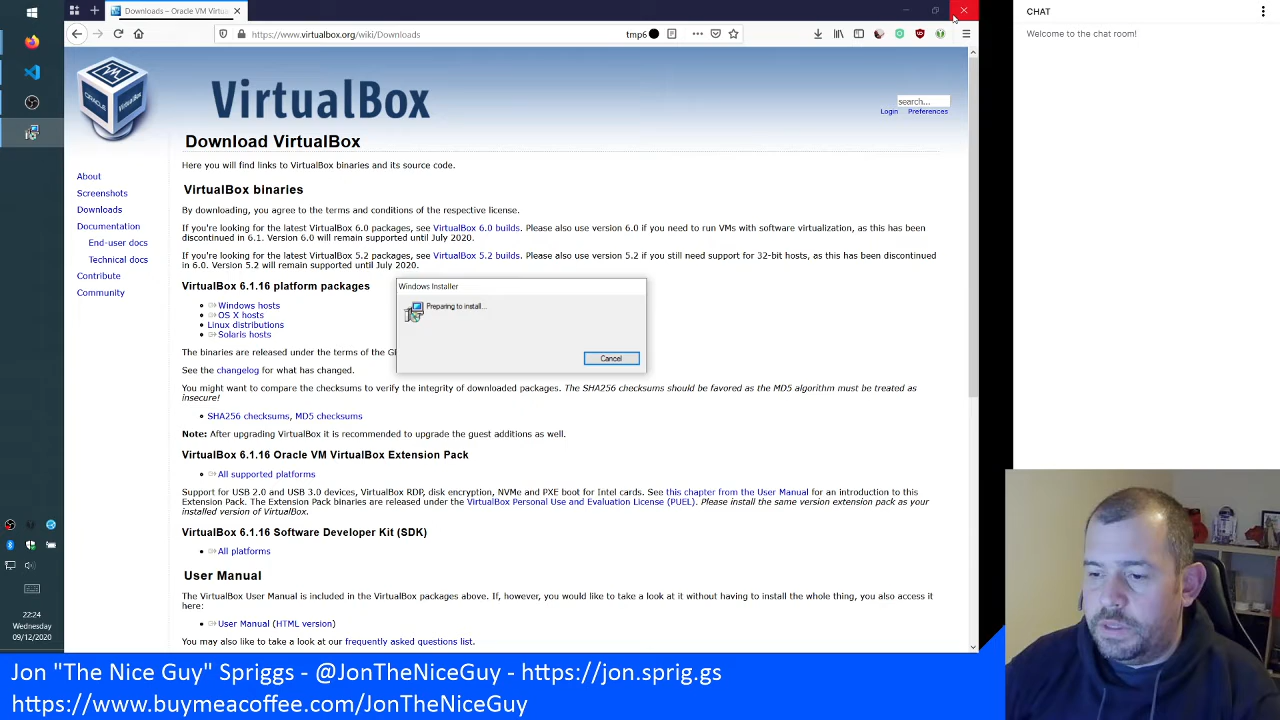 Downloads – Oracle VM Virtu
CHAT
https://www.virtualbox.org/wiki/Downloads
tmp6
Welcome to the chat room!
VirtualBox
search...
Login Preferences
Download VirtualBox
Here you will find links to VirtualBox binaries and its source code.
About
Screenshots
Downloads
Documentation
End-user docs
Technical docs
Contribute
Community
VirtualBox binaries
By downloading, you agree to the terms and conditions of the respective license.
If you're looking for the latest VirtualBox 6.0 packages, see VirtualBox 6.0 builds. Please also use version 6.0 if you need to run VMs with software virtualization, as this has been
discontinued in 6.1. Version 6.0 will remain supported until July 2020.
If you're looking for the latest VirtualBox 5.2 packages, see VirtualBox 5.2 builds. Please also use version 5.2 if you still need support for 32-bit hosts, as this has been discontinued
in 6.0. Version 5.2 will remain supported until July 2020.
VirtualBox 6.1.16 platform packages
Windows hosts
OS X hosts
Linux distributions
Solaris hosts
Windows Installer
Preparing to install...
Cancel
The binaries are released under the terms of the G
See the changelog for what has changed.
You might want to compare the checksums to verify the integrity of downloaded packages. The SHA256 checksums should be favored as the MD5 algorithm must be treated as
insecure!
SHA256 checksums, MD5 checksums
Note: After upgrading VirtualBox it is recommended to upgrade the guest additions as well.
VirtualBox 6.1.16 Oracle VM VirtualBox Extension Pack
All supported platforms
Support for USB 2.0 and USB 3.0 devices, VirtualBox RDP, disk encryption, NVMe and PXE boot for Intel cards. See this chapter from the User Manual for an introduction to this
Extension Pack. The Extension Pack binaries are released under the VirtualBox Personal Use and Evaluation License (PUEL). Please install the same version extension pack as your
installed version of VirtualBox.
VirtualBox 6.1.16 Software Developer Kit (SDK)
All platforms
User Manual
The VirtualBox User Manual is included in the VirtualBox packages above. If, however, you would like to take a look at it without having to install the whole thing, you also access it
here:
User Manual (HTML version)
You may also like to take a look at our frequently asked questions list.
22:24
Wednesday
09/12/2020
Jon "The Nice Guy" Spriggs - @JonTheNiceGuy - https://jon.sprig.gs
https://www.buymeacoffee.com/JonTheNiceGuy